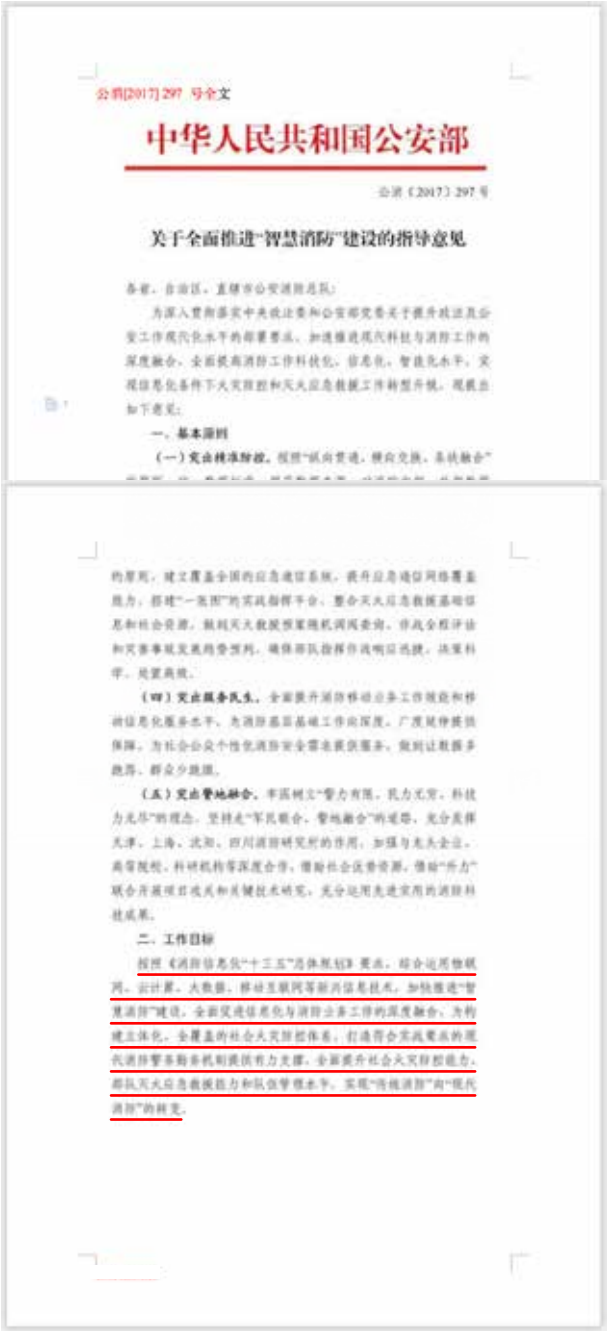 公消[2017] 297 号全文
中华人民共和国公安部
公消〔2017〕297号
关于全面推进“智慧消防”建设的指导意见
各省、自治区、直辖市公安消防总队:
为深入贯彻落实中央政法委和公安部党委关于提升政法及公
安工作现代化水平的部署要求,加速推进现代科技与消防工作的
深度融合,全面提高消防工作科技化、信息化、智能化水平,实
现信息化条件下火灾防控和灭火应急救援工作转型升级,现提出
如下意见:
一、基本原则
(一)突出精准防控。按照“纵向贯通、横向交换、条块融合”
的原则,建立覆盖全国的应急通信系统,提升应急通信网络覆盖
能力,搭建“一张图”的实战指挥平台,整合灭火应急救援基础信
息和社会资源,做到灭火救援预案随机调阅查询,作战全程评估
和灾害事故发展趋势预判,确保部队指挥作战响应迅捷、决策科
学、处置高效。
(四)突出服务民生。全面提升消防移动业务工作效能和移
动信息化服务水平,为消防基层基础工作向深度、广度延伸提供
保障,为社会公众个性化消防安全需求提供服务,做到让数据多
跑路、群众少跑腿。
(五)突出警地融合。牢固树立“警力有限、民力无穷、科技
力无尽”的理念,坚持走“军民联合、警地融合”的道路,充分发挥
天津、上海、沈阳、四川消防研究所的作用,加强与龙头企业、
高等院校、科研机构等深度合作,借助社会优势资源,借助“外力”
联合开展项目攻关和关键技术研究,充分运用先进实用的消防科
技成果。
二、工作目标
按照《消防信息化“十三五”总体规划》要求,综合运用物联
网、云计算、大数据、移动互联网等新兴信息技术,加快推进“智
慧消防”建设,全面促进信息化与消防业务工作的深度融合,为构
建立体化、全覆盖的社会火灾防控体系,打造符合实战要求的现
代消防警务勤务机制提供有力支撑,全面提升社会火灾防控能力、
部队灭火应急救援能力和队伍管理水平,实现“传统消防”向“现代
消防”的转变。